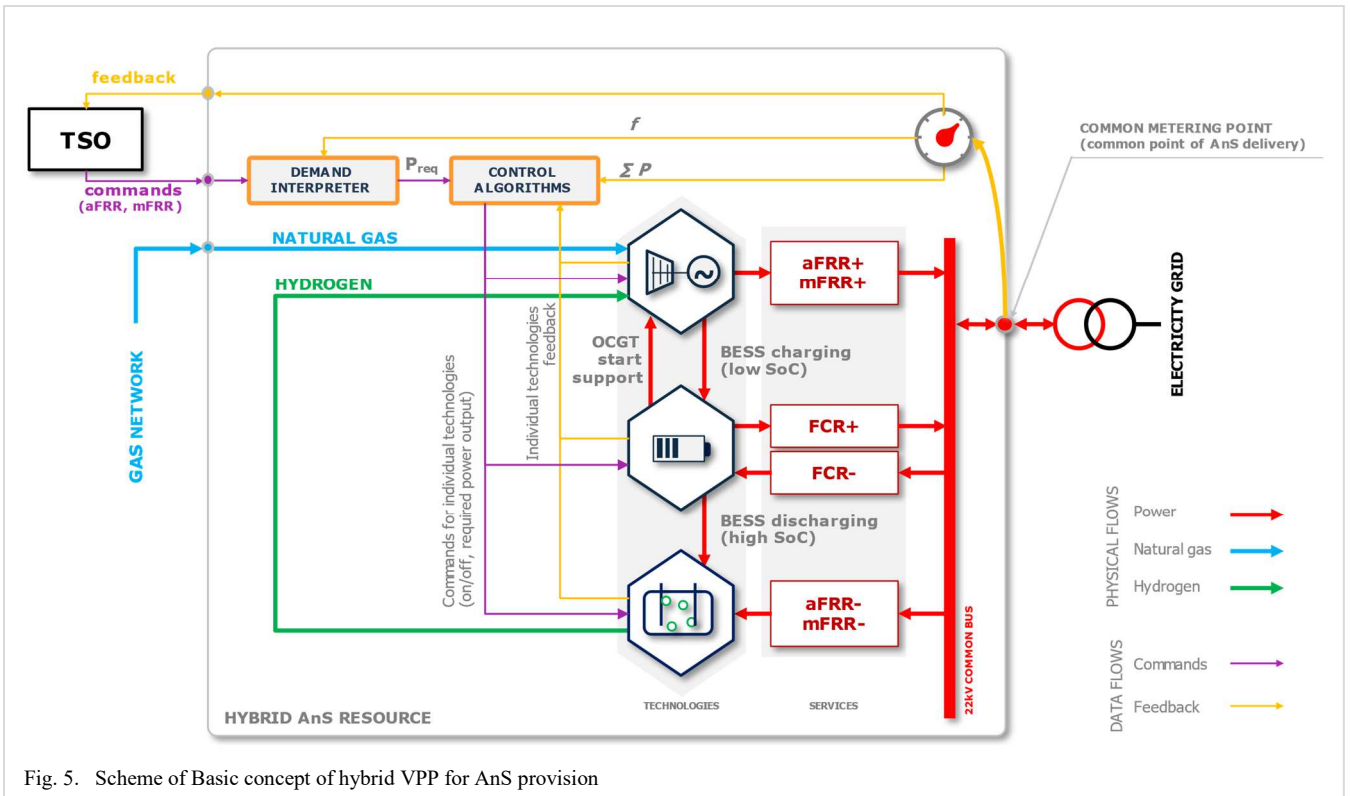 feedback
TSO
commands
(aFRR, mFRR)
f
DEMAND
INTERPRETER
Preq
CONTROL
ALGORITHMS
Σ P
COMMON METERING POINT
(common point of AnS delivery)
NATURAL GAS
HYDROGEN
GAS NETWORK
Commands for individual technologies
(on/off, required power output)
Individual technologies
feedback
OCGT
start
support
BESS charging
(low SoC)
aFRR+
mFRR+
FCR+
FCR-
BESS discharging
(high SoC)
aFRR-
mFRR-
22kV COMMON BUS
ELECTRICITY GRID
TECHNOLOGIES
SERVICES
HYBRID AnS RESOURCE
PHYSICAL FLOWS
Power
Natural gas
Hydrogen
DATA FLOWS
Commands
Feedback
Fig. 5. Scheme of Basic concept of hybrid VPP for AnS provision